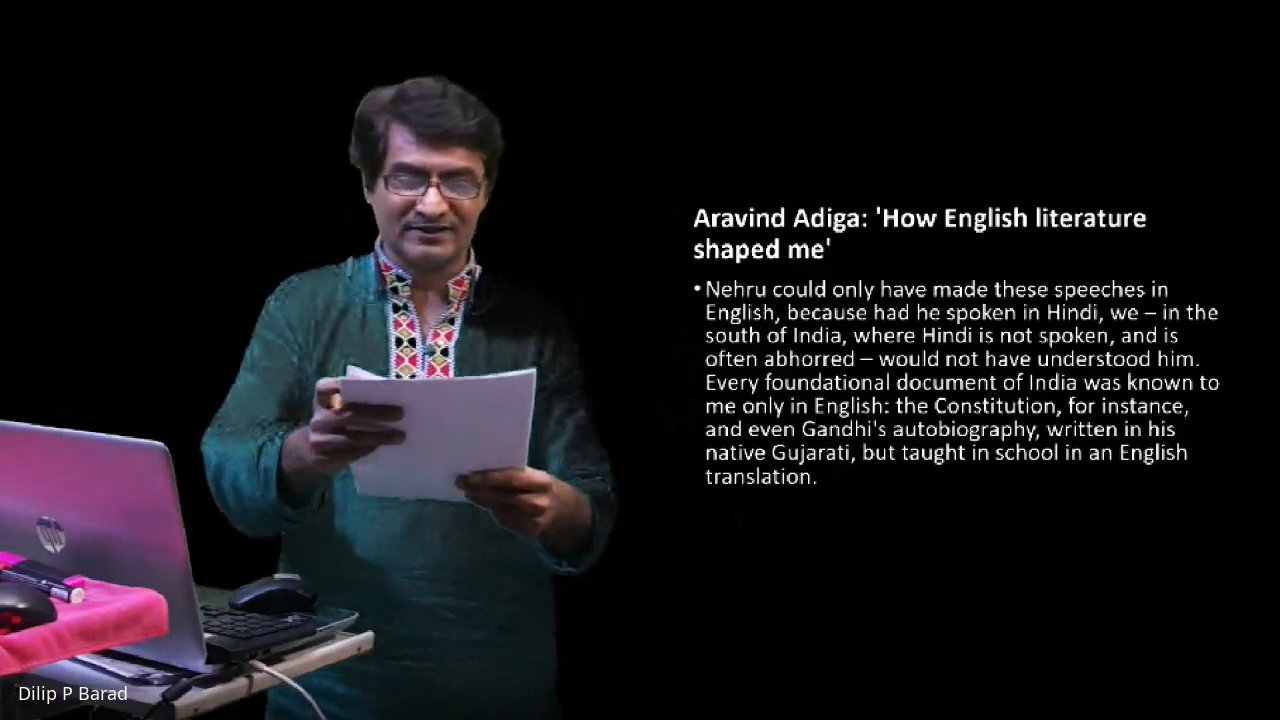 Aravind Adiga: 'How English literature
shaped me'
• Nehru could only have made these speeches in
English, because had he spoken in Hindi, we – in the
south of India, where Hindi is not spoken, and is
often abhorred – would not have understood him.
Every foundational document of India was known to
me only in English: the Constitution, for instance,
and even Gandhi's autobiography, written in his
native Gujarati, but taught in school in an English
translation.
hp
Dilip P Barad